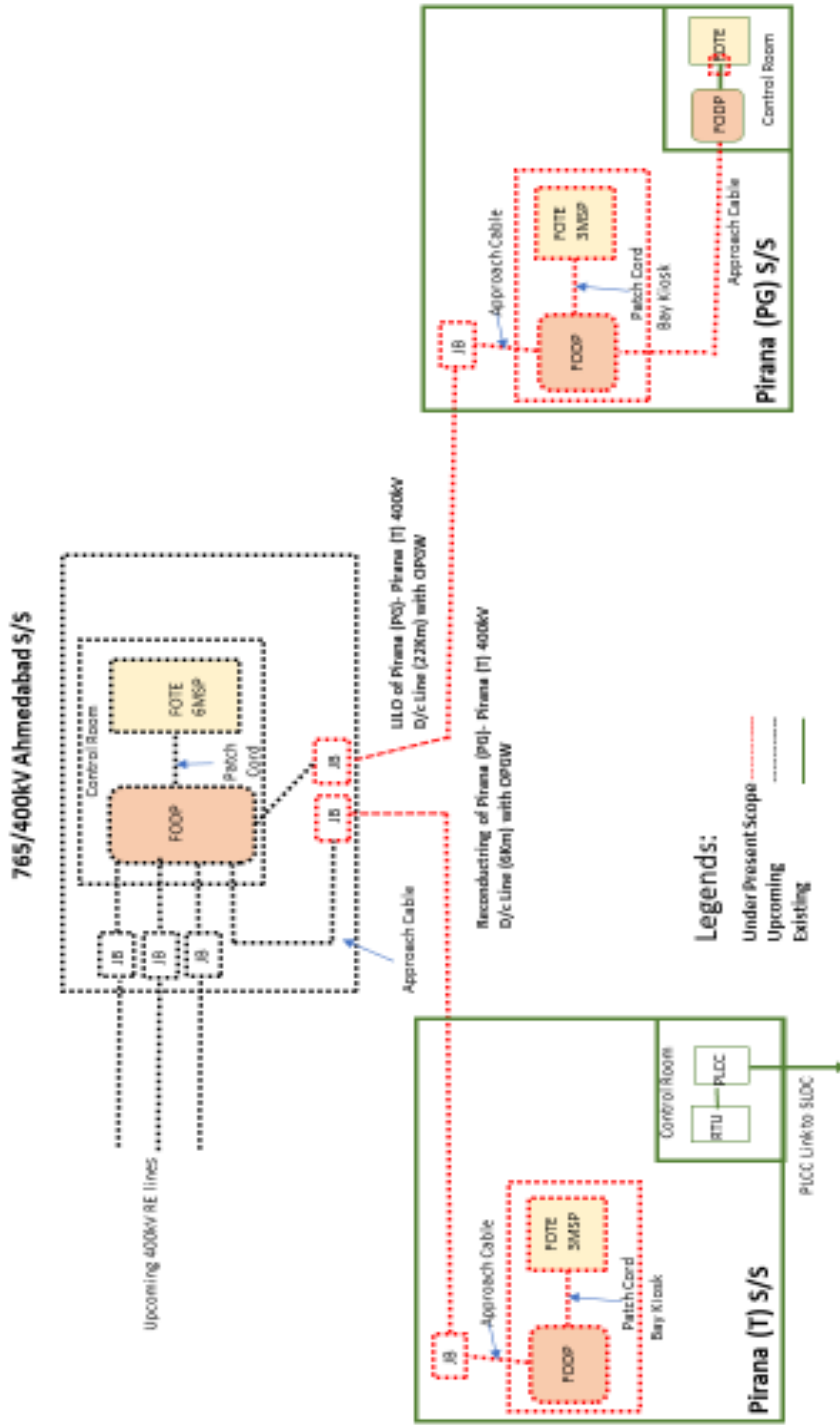 765/400kV Ahmedabad S/S
Control Room
FOTE
6MSP
Patch
Cord
FODP
JB
JB
JB
JB
JB
Approach Cable
Upcoming 400kV RE lines
LILO of Pirana (PG)- Pirana (T) 400kV
D/c Line (22Km) with OPGW
Reconductring of Pirana (PG)- Pirana (T) 400kV
D/c Line (6Km) with OPGW
JB
Approach Cable
FODP
FOTE
3MSP
Patch Cord
Bay Kiosk
Control Room
RTU
PLCC
PLCC Link to SLDC
Pirana (T) S/S
Legends:
Under Present Scope
Upcoming
Existing
JB
Approach Cable
FODP
FOTE
3MSP
Patch Cord
Bay Kiosk
Approach Cable
FODP
FOTE
Control Room
Pirana (PG) S/S